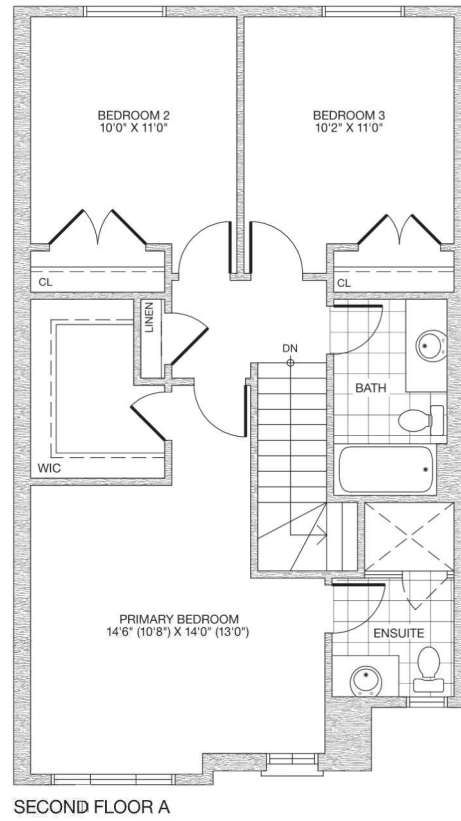 BEDROOM 2
10'0" X 11'0"
BEDROOM 3
10'2" X 11'0"
CL
CL
LINEN
DN
BATH
WIC
PRIMARY BEDROOM
14'6" (10'8") X 14'0" (13'0")
ENSUITE
SECOND FLOOR A